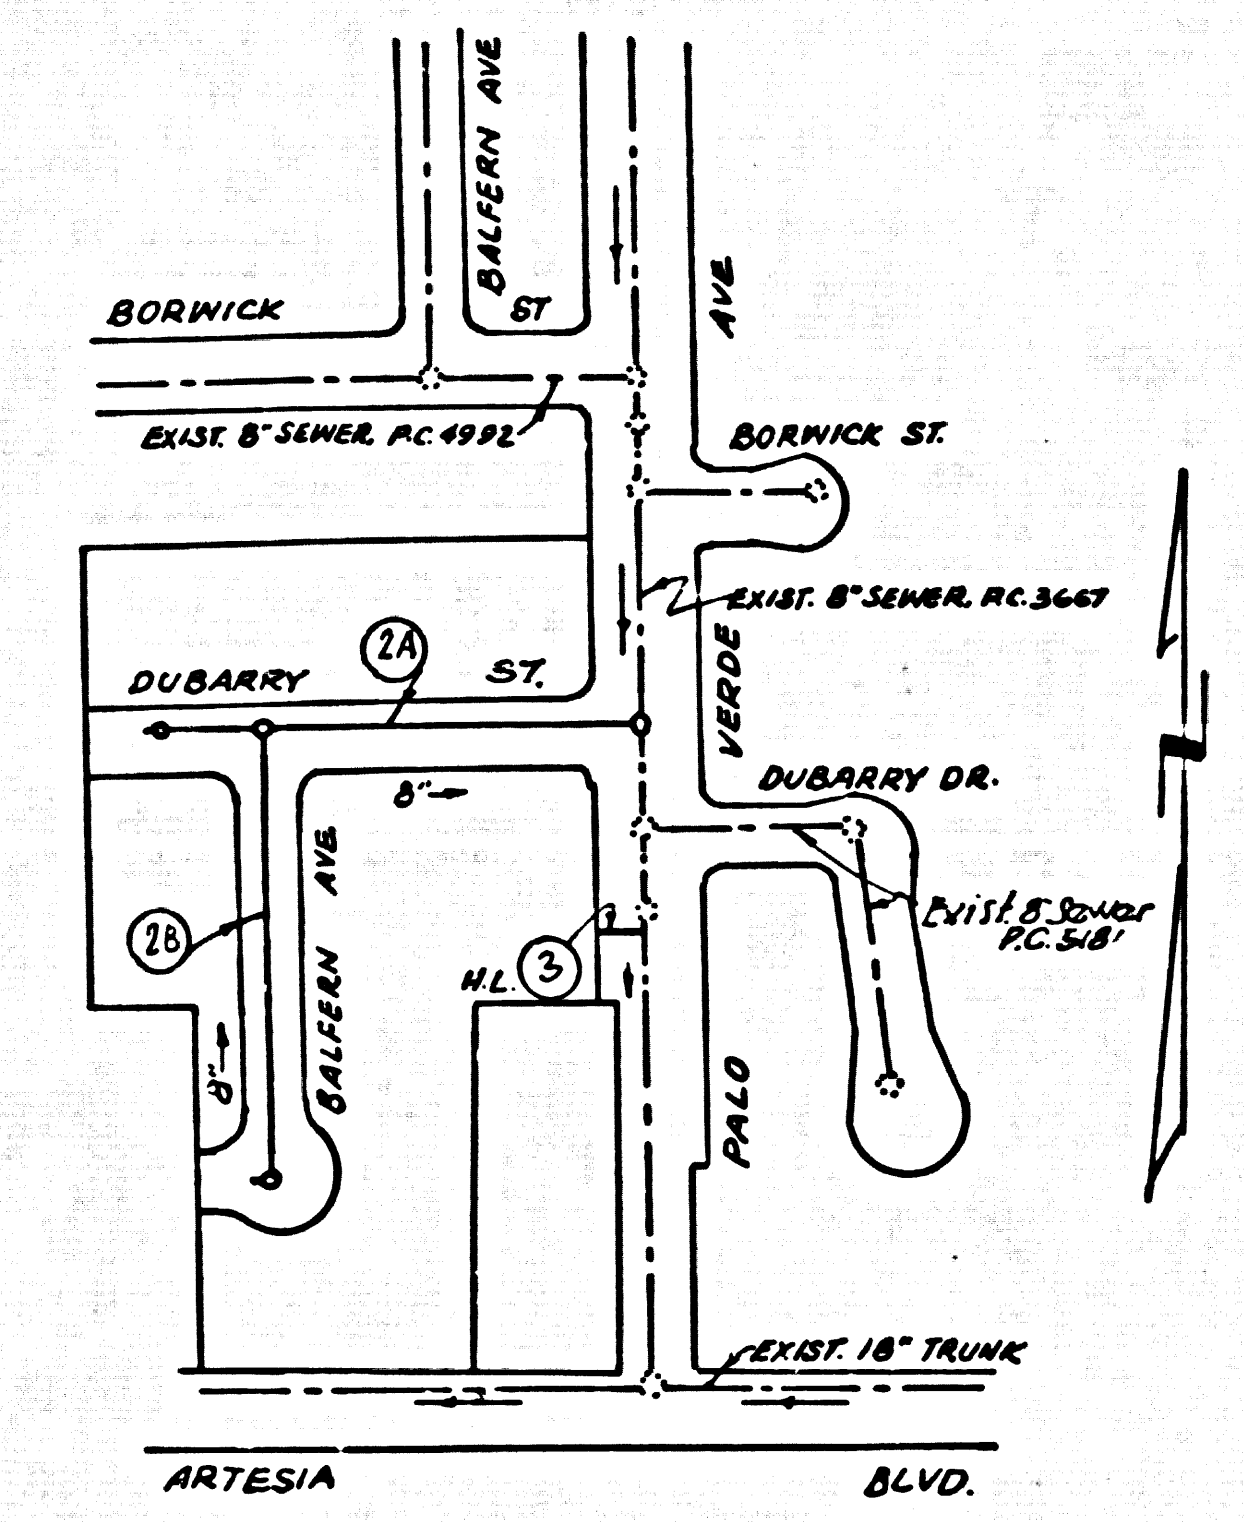 BALFERN AVE
BORWICK ST
AVE
EXIST. 8" SEWER, P.C. 4992
BORWICK ST.
EXIST. 8" SEWER, P.C. 3667
2A
DUBARRY ST.
VERDE
DUBARRY DR.
8"
BALFERN AVE
2B
Exist. 8 Sewer
P.C. 518'
3
H.L.
8"
PALO
EXIST. 18" TRUNK
ARTESIA BLVD.